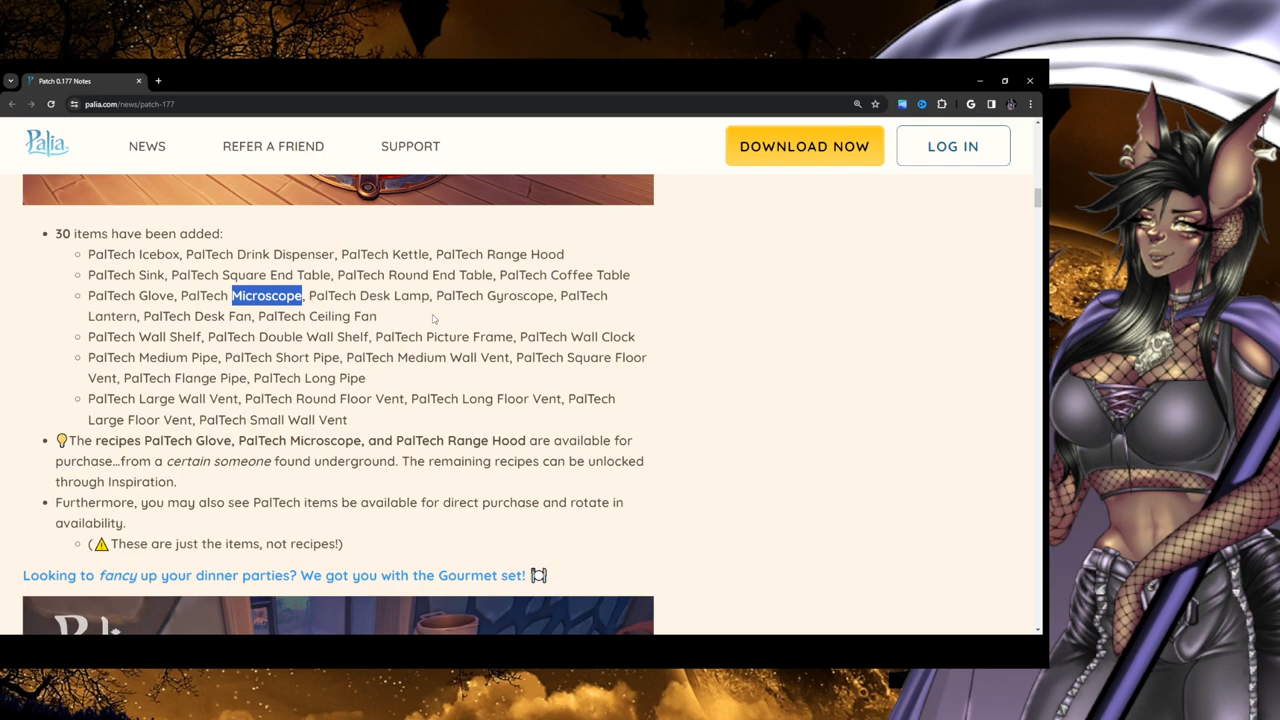 Patch 0.177 Notes
palia.com/news/patch-177
Palia
NEWS
REFER A FRIEND
SUPPORT
DOWNLOAD NOW
LOG IN
30 items have been added:
PalTech Icebox, PalTech Drink Dispenser, PalTech Kettle, PalTech Range Hood
PalTech Sink, PalTech Square End Table, PalTech Round End Table, PalTech Coffee Table
PalTech Glove, PalTech Microscope, PalTech Desk Lamp, PalTech Gyroscope, PalTech
Lantern, PalTech Desk Fan, PalTech Ceiling Fan
PalTech Wall Shelf, PalTech Double Wall Shelf, PalTech Picture Frame, PalTech Wall Clock
PalTech Medium Pipe, PalTech Short Pipe, PalTech Medium Wall Vent, PalTech Square Floor
Vent, PalTech Flange Pipe, PalTech Long Pipe
PalTech Large Wall Vent, PalTech Round Floor Vent, PalTech Long Floor Vent, PalTech
Large Floor Vent, PalTech Small Wall Vent
💡The recipes PalTech Glove, PalTech Microscope, and PalTech Range Hood are available for
purchase...from a certain someone found underground. The remaining recipes can be unlocked
through Inspiration.
Furthermore, you may also see PalTech items be available for direct purchase and rotate in
availability.
(⚠️These are just the items, not recipes!)
Looking to fancy up your dinner parties? We got you with the Gourmet set! 🍽️
Palia